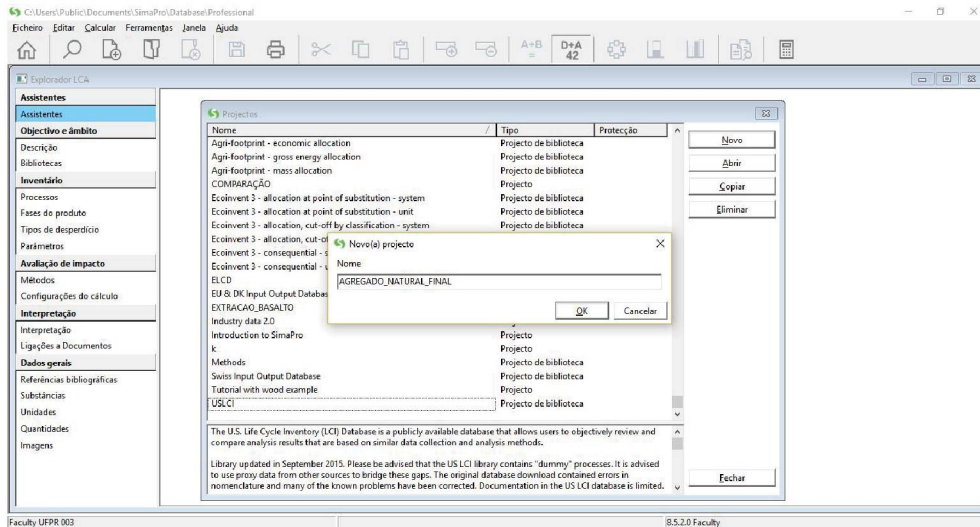 C:\Users\Public\Documents\SimaPro\Database\Professional
Ficheiro Editar Calcular Ferramentas Janela Ajuda
A+B
=
D+A
42
Explorador LCA
Assistentes
Assistentes
Objectivo e âmbito
Descrição
Bibliotecas
Inventário
Processos
Fases do produto
Tipos de desperdício
Parâmetros
Avaliação de impacto
Métodos
Configurações do cálculo
Interpretação
Interpretação
Ligações a Documentos
Dados gerais
Referências bibliográficas
Substâncias
Unidades
Quantidades
Imagens
Projectos
Nome / Tipo Protecção
Agri-footprint - economic allocation Projecto de biblioteca
Agri-footprint - gross energy allocation Projecto de biblioteca
Agri-footprint - mass allocation Projecto de biblioteca
COMPARAÇÃO Projecto
Ecoinvent 3 - allocation at point of substitution - system Projecto de biblioteca
Ecoinvent 3 - allocation at point of substitution - unit Projecto de biblioteca
Ecoinvent 3 - allocation, cut-off by classification - system Projecto de biblioteca
Ecoinvent 3 - allocation, cut-of
Ecoinvent 3 - consequential - s
Ecoinvent 3 - consequential - u
ELCD
EU & DK Input Output Databas
EXTRACAO_BASALTO
Industry data 2.0
Introduction to SimaPro Projecto
k Projecto
Methods Projecto de biblioteca
Swiss Input Output Database Projecto de biblioteca
Tutorial with wood example Projecto
USLCI Projecto de biblioteca
Novo
Abrir
Copiar
Eliminar
Novo(a) projecto
Nome
AGREGADO_NATURAL_FINAL
OK Cancelar
The U.S. Life Cycle Inventory (LCI) Database is a publicly available database that allows users to objectively review and
compare analysis results that are based on similar data collection and analysis methods.
Library updated in September 2015. Please be advised that the US LCI library contains "dummy" processes. It is advised
to use proxy data from other sources to bridge these gaps. The original database download contained errors in
nomenclature and many of the known problems have been corrected. Documentation in the US LCI database is limited.
Fechar
Faculty UFPR 003
8.5.2.0 Faculty